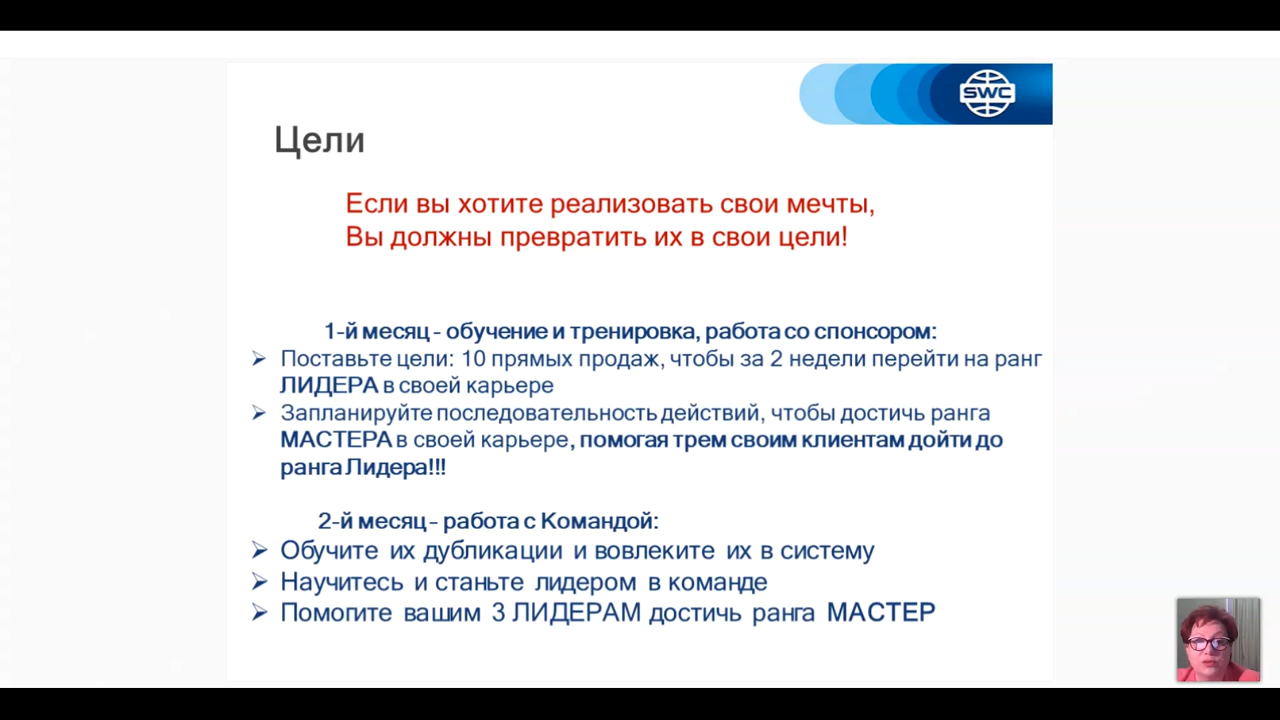 SWC
Цели
Если вы хотите реализовать свои мечты,
Вы должны превратить их в свои цели!
1-й месяц - обучение и тренировка, работа со спонсором:
➢ Поставьте цели: 10 прямых продаж, чтобы за 2 недели перейти на ранг
ЛИДЕРА в своей карьере
➢ Запланируйте последовательность действий, чтобы достичь ранга
МАСТЕРА в своей карьере, помогая трем своим клиентам дойти до
ранга Лидера!!!
2-й месяц - работа с Командой:
➢ Обучите их дубликации и вовлеките их в систему
➢ Научитесь и станьте лидером в команде
➢ Помогите вашим 3 ЛИДЕРАМ достичь ранга МАСТЕР